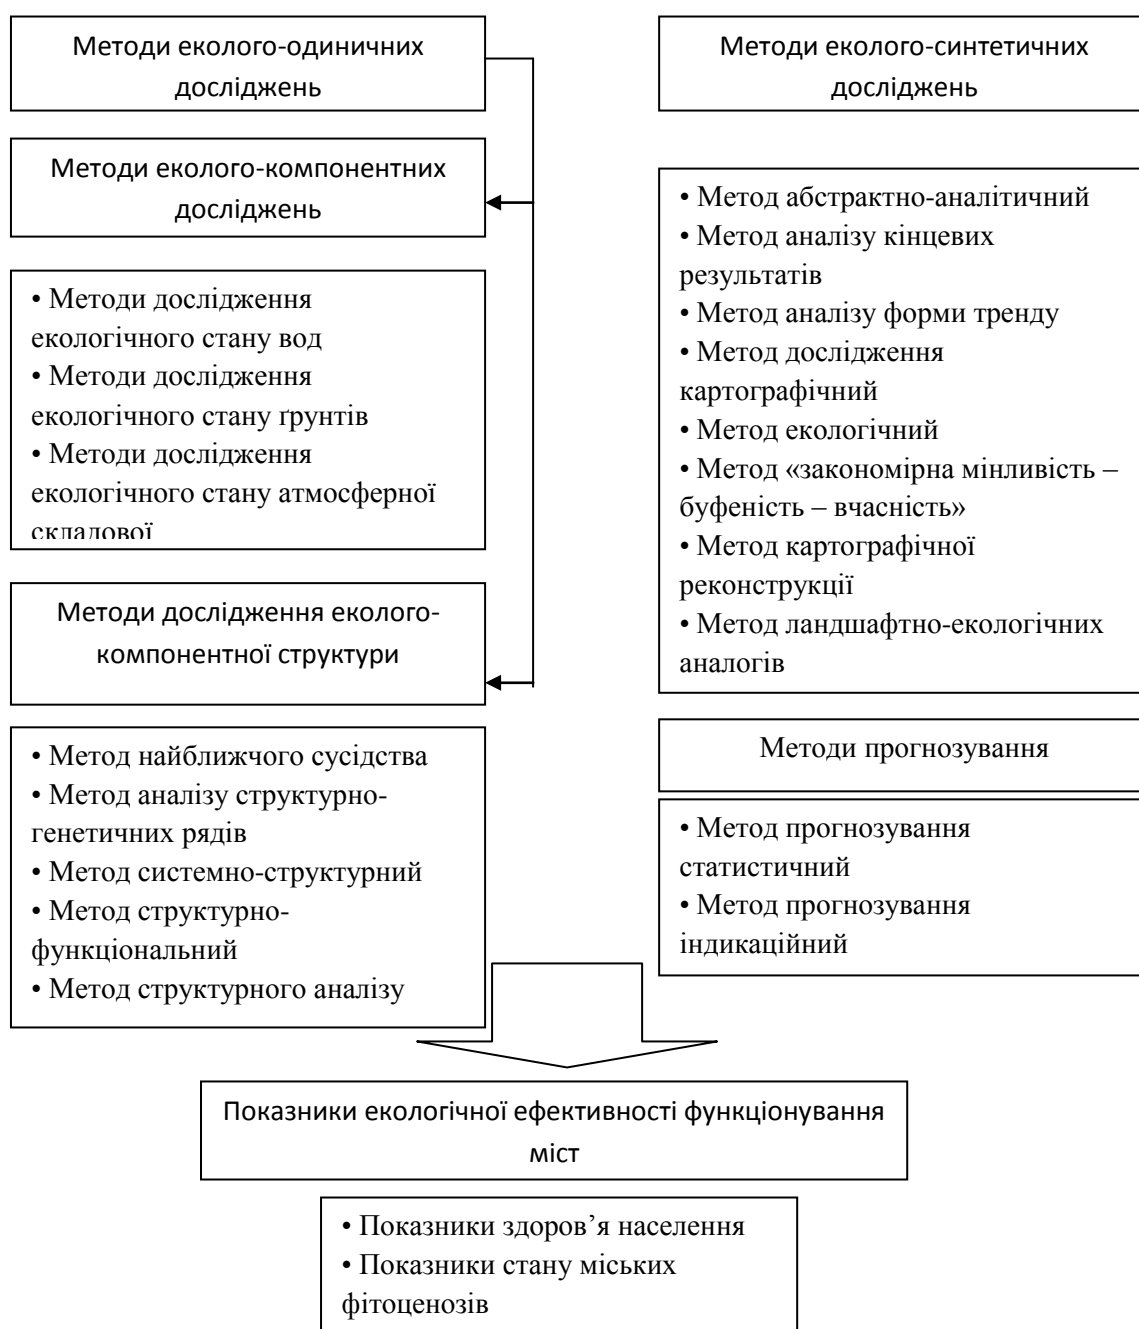 Методи еколого-одиничних
досліджень
Методи еколого-компонентних
досліджень
• Методи дослідження
екологічного стану вод
• Методи дослідження
екологічного стану ґрунтів
• Методи дослідження
екологічного стану атмосферної
складової
Методи дослідження еколого-
компонентної структури
• Метод найближчого сусідства
• Метод аналізу структурно-
генетичних рядів
• Метод системно-структурний
• Метод структурно-
функціональний
• Метод структурного аналізу
Методи еколого-синтетичних
досліджень
• Метод абстрактно-аналітичний
• Метод аналізу кінцевих
результатів
• Метод аналізу форми тренду
• Метод дослідження
картографічний
• Метод екологічний
• Метод «закономірна мінливість –
буфеність – вчасність»
• Метод картографічної
реконструкції
• Метод ландшафтно-екологічних
аналогів
Методи прогнозування
• Метод прогнозування
статистичний
• Метод прогнозування
індикаційний
Показники екологічної ефективності функціонування
міст
• Показники здоров’я населення
• Показники стану міських
фітоценозів